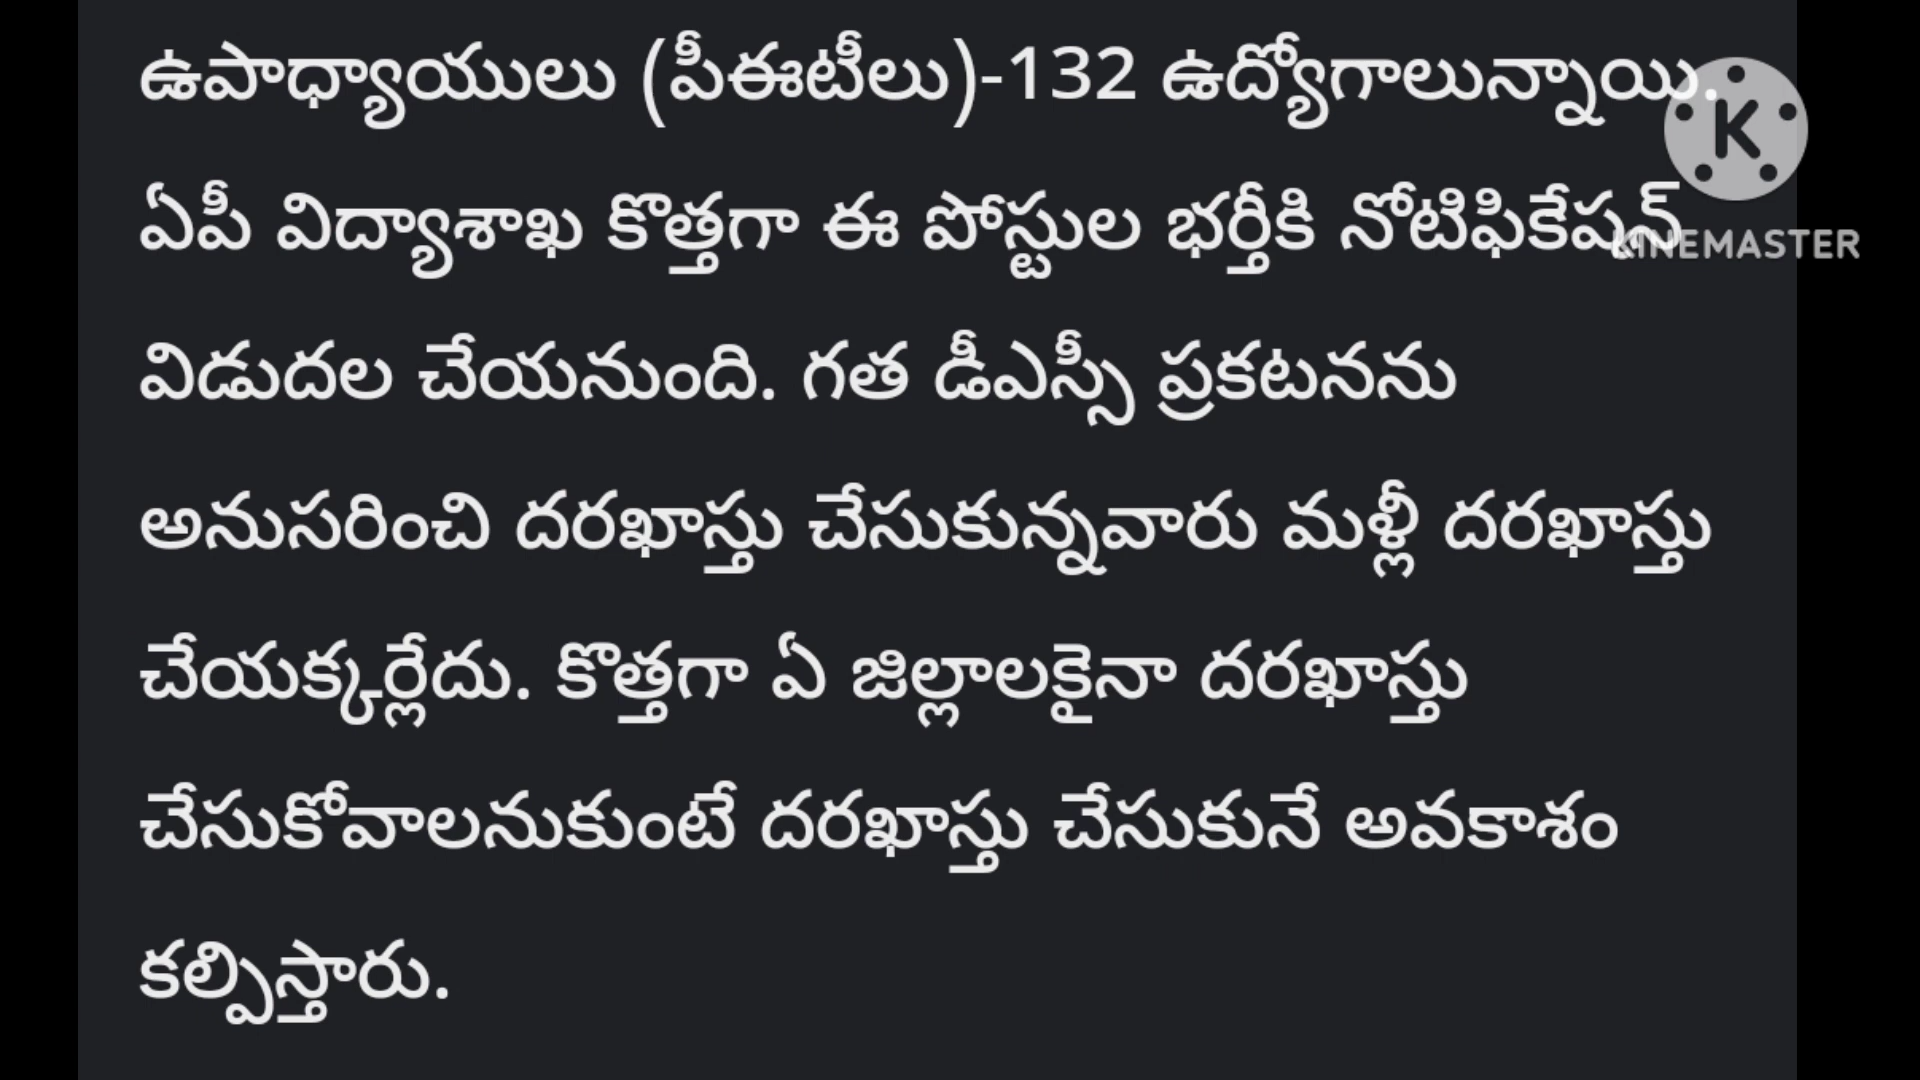 ఉపాధ్యాయులు (పీఈటీలు)-132 ఉద్యోగాలున్నాయి.
ఏపీ విద్యాశాఖ కొత్తగా ఈ పోస్టుల భర్తీకి నోటిఫికేషన్
విడుదల చేయనుంది. గత డీఎస్సీ ప్రకటనను
అనుసరించి దరఖాస్తు చేసుకున్నవారు మళ్లీ దరఖాస్తు
చేయక్కర్లేదు. కొత్తగా ఏ జిల్లాలకైనా దరఖాస్తు
చేసుకోవాలనుకుంటే దరఖాస్తు చేసుకునే అవకాశం
కల్పిస్తారు.
K
KINEMASTER